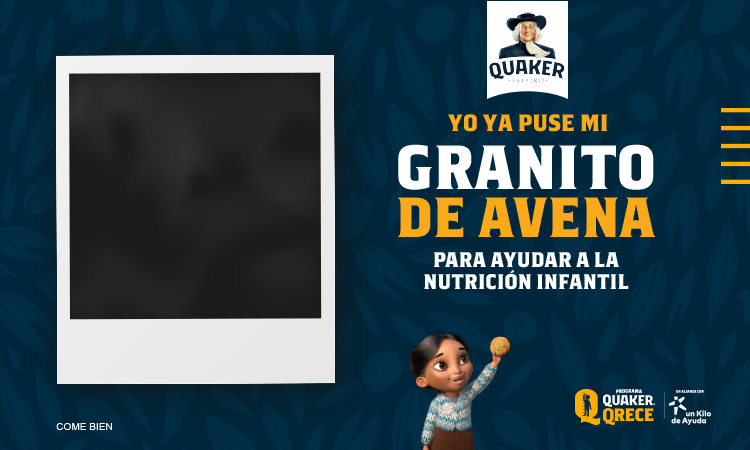 QUAKER
ESTD 1877
YO YA PUSE MI
GRANITO
DE AVENA
PARA AYUDAR A LA
NUTRICIÓN INFANTIL
PROGRAMA
QUAKER
QRECE
EN ALIANZA CON
un Kilo
de Ayuda
COME BIEN